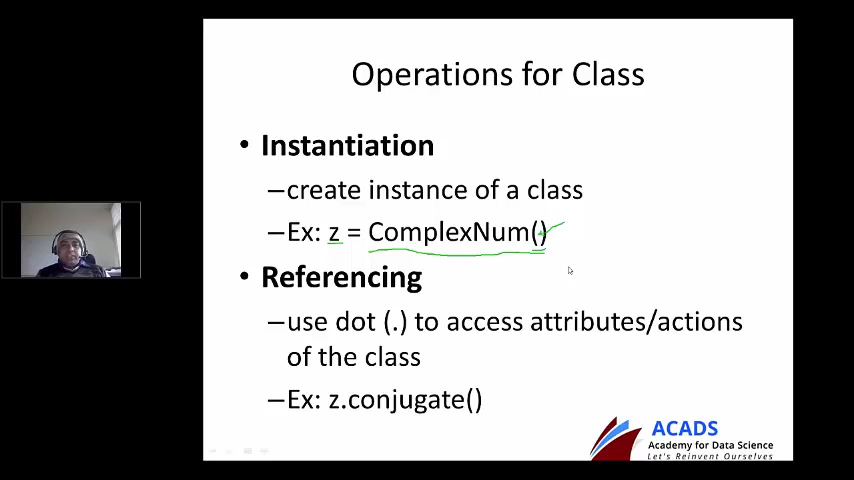 Operations for Class
• Instantiation
–create instance of a class
–Ex: z = ComplexNum()
• Referencing
–use dot (.) to access attributes/actions
of the class
–Ex: z.conjugate()
ACADS
Academy for Data Science
Let's Reinvent Ourselves